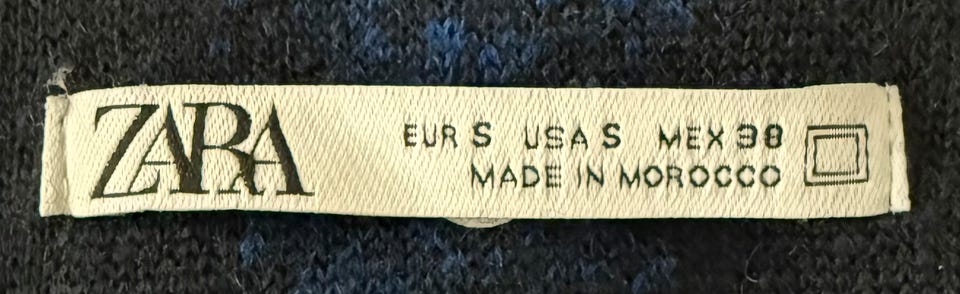 ZARA
EUR S USA S MEX 38
MADE IN MOROCCO